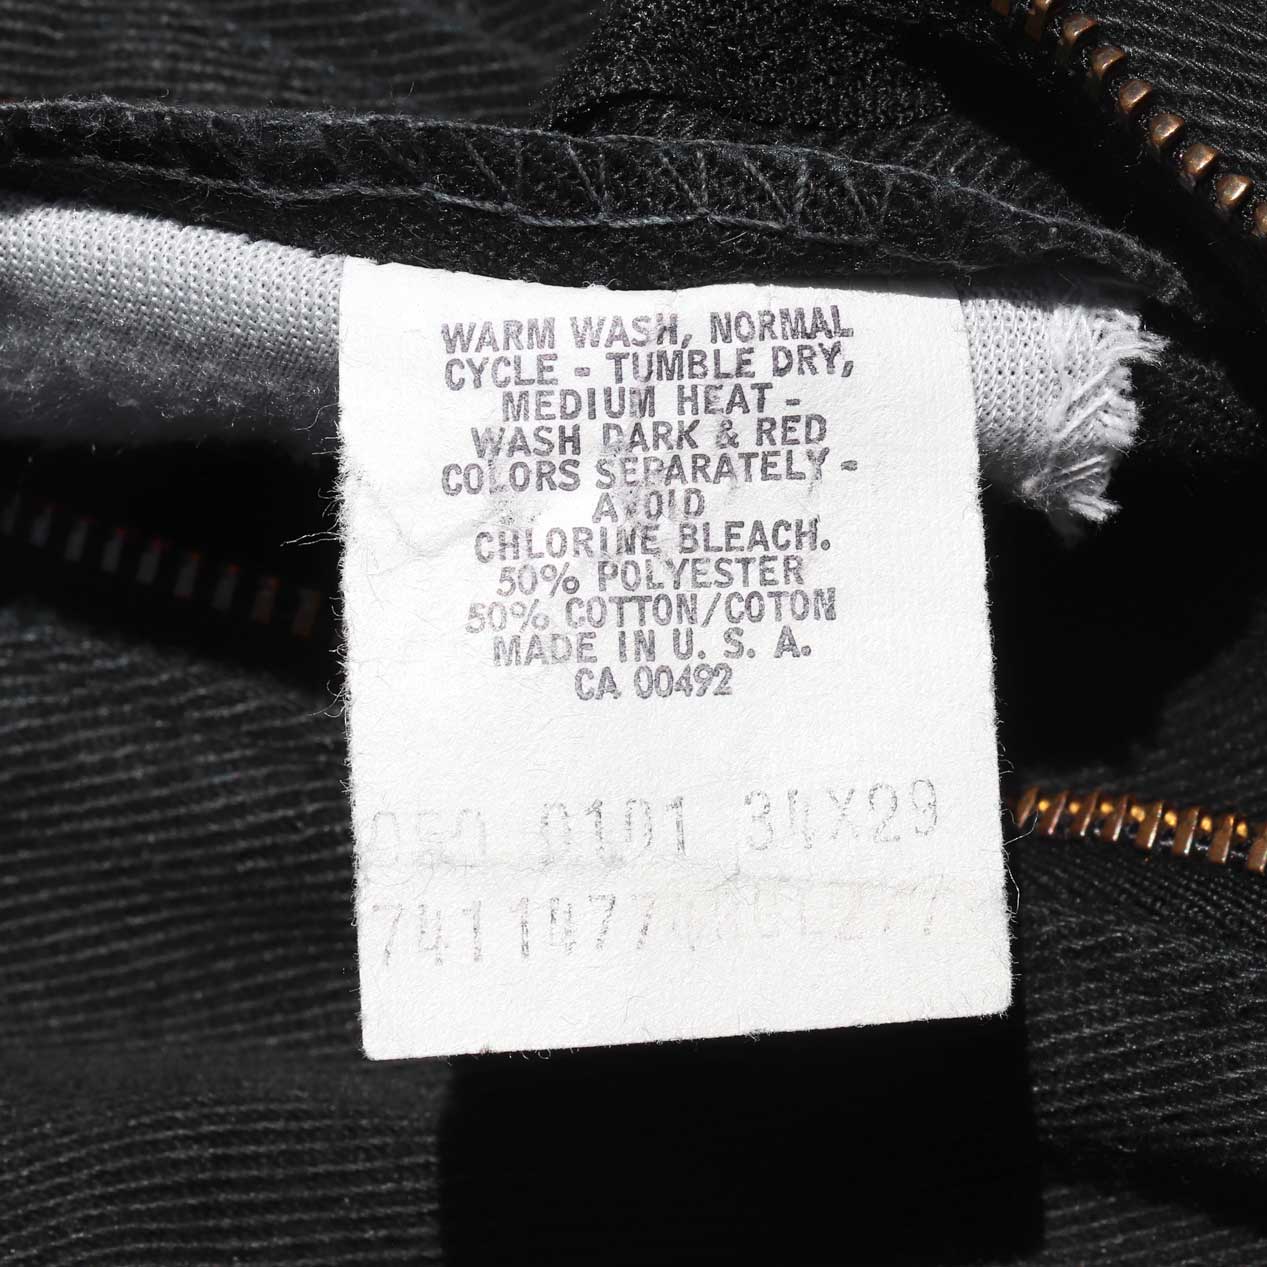 WARM WASH, NORMAL
CYCLE - TUMBLE DRY,
MEDIUM HEAT -
WASH DARK & RED
COLORS SEPARATELY -
AVOID
CHLORINE BLEACH.
50% POLYESTER
50% COTTON/COTON
MADE IN U. S. A.
CA 00492
0101 34X29